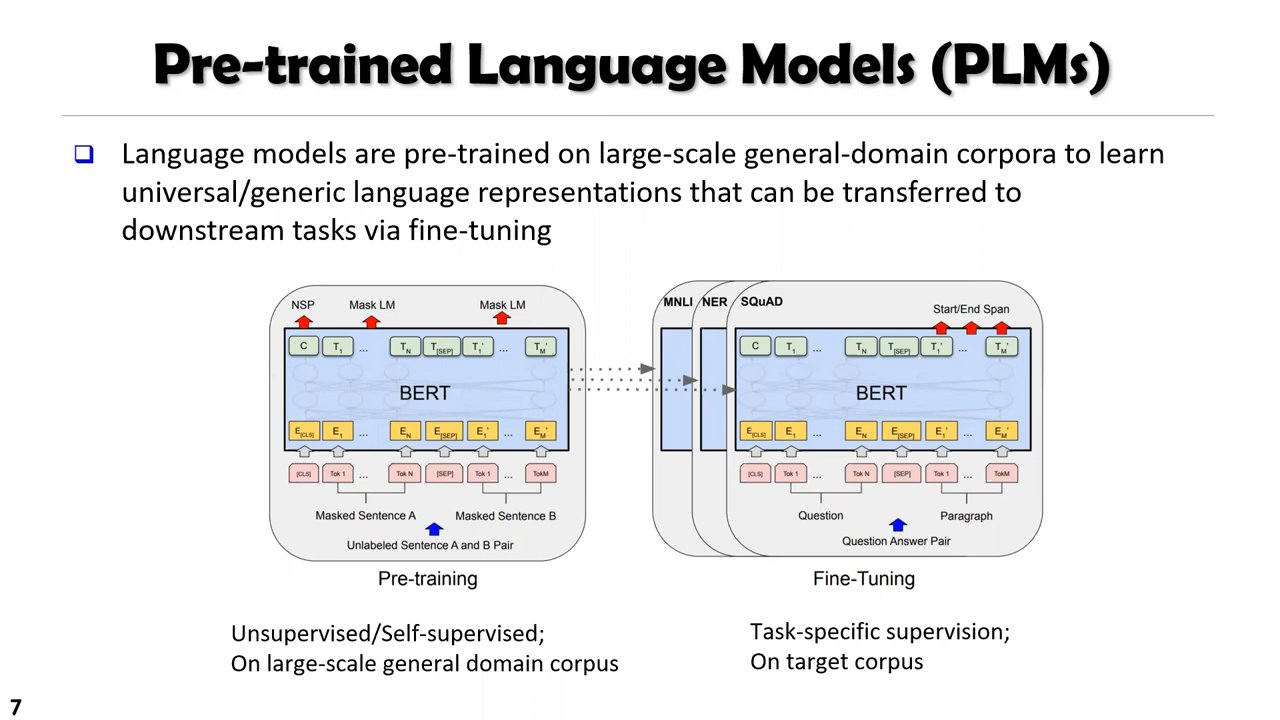 Pre-trained Language Models (PLMs)
❑ Language models are pre-trained on large-scale general-domain corpora to learn
universal/generic language representations that can be transferred to
downstream tasks via fine-tuning
NSP Mask LM Mask LM
C T1 ... TN T[SEP] T1' ... TM'
BERT
E[CLS] E1 ... EN E[SEP] E1' ... EM'
[CLS] Tok 1 ... Tok N [SEP] Tok 1 ... TokM
Masked Sentence A Masked Sentence B
Unlabeled Sentence A and B Pair
Pre-training
MNLI NER SQuAD
Start/End Span
C T1 ... TN T[SEP] T1' ... TM'
BERT
E[CLS] E1 ... EN E[SEP] E1' ... EM'
[CLS] Tok 1 ... Tok N [SEP] Tok 1 ... TokM
Question Paragraph
Question Answer Pair
Fine-Tuning
Unsupervised/Self-supervised;
On large-scale general domain corpus
Task-specific supervision;
On target corpus
7